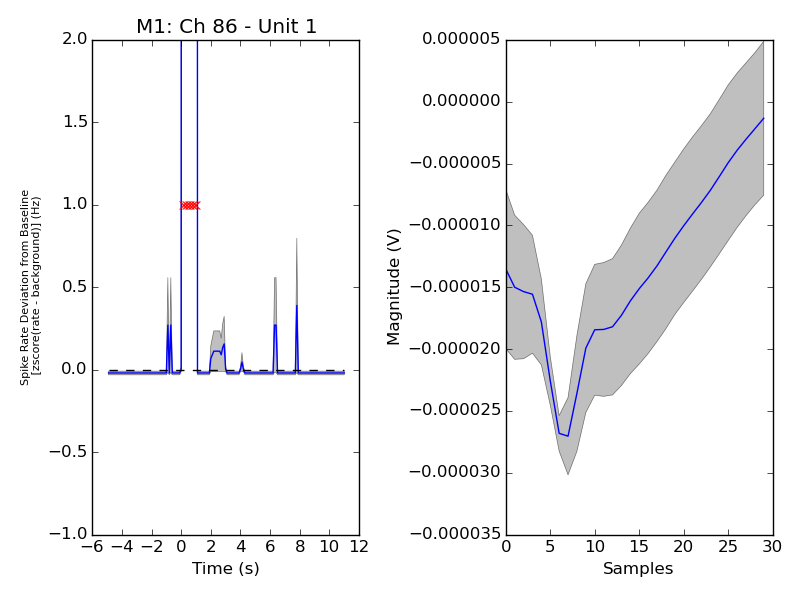 M1: Ch 86 - Unit 1
2.0
1.5
1.0
0.5
0.0
−0.5
−1.0
−6 −4 −2 0 2 4 6 8 10 12
Time (s)
Spike Rate Deviation from Baseline
[zscore(rate - background)] (Hz)
0.000005
0.000000
−0.000005
−0.000010
−0.000015
−0.000020
−0.000025
−0.000030
−0.000035
0 5 10 15 20 25 30
Samples
Magnitude (V)